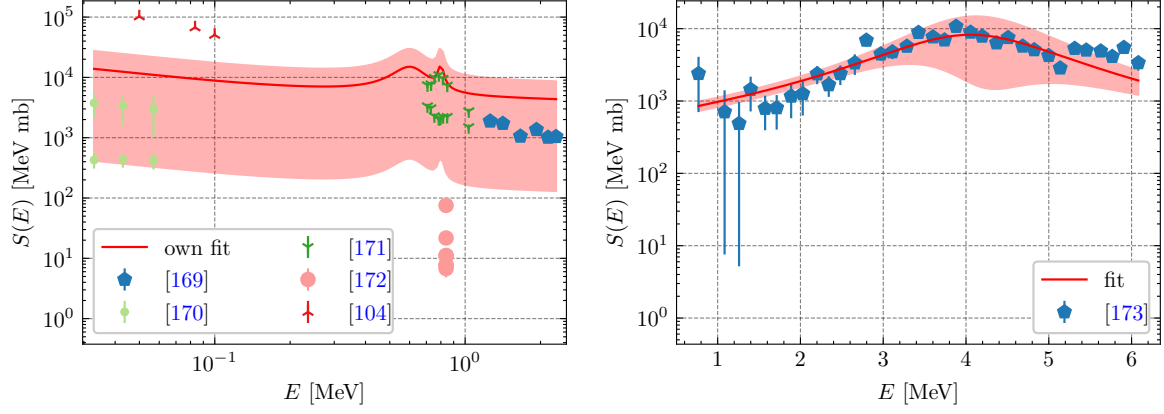 10^5
10^4
10^3
10^2
10^1
10^0
S(E) [MeV mb]
own fit
[169]
[170]
[171]
[172]
[104]
10^{-1} 10^0
E [MeV]
10^4
10^3
10^2
10^1
10^0
S(E) [MeV mb]
fit
[173]
1 2 3 4 5 6
E [MeV]